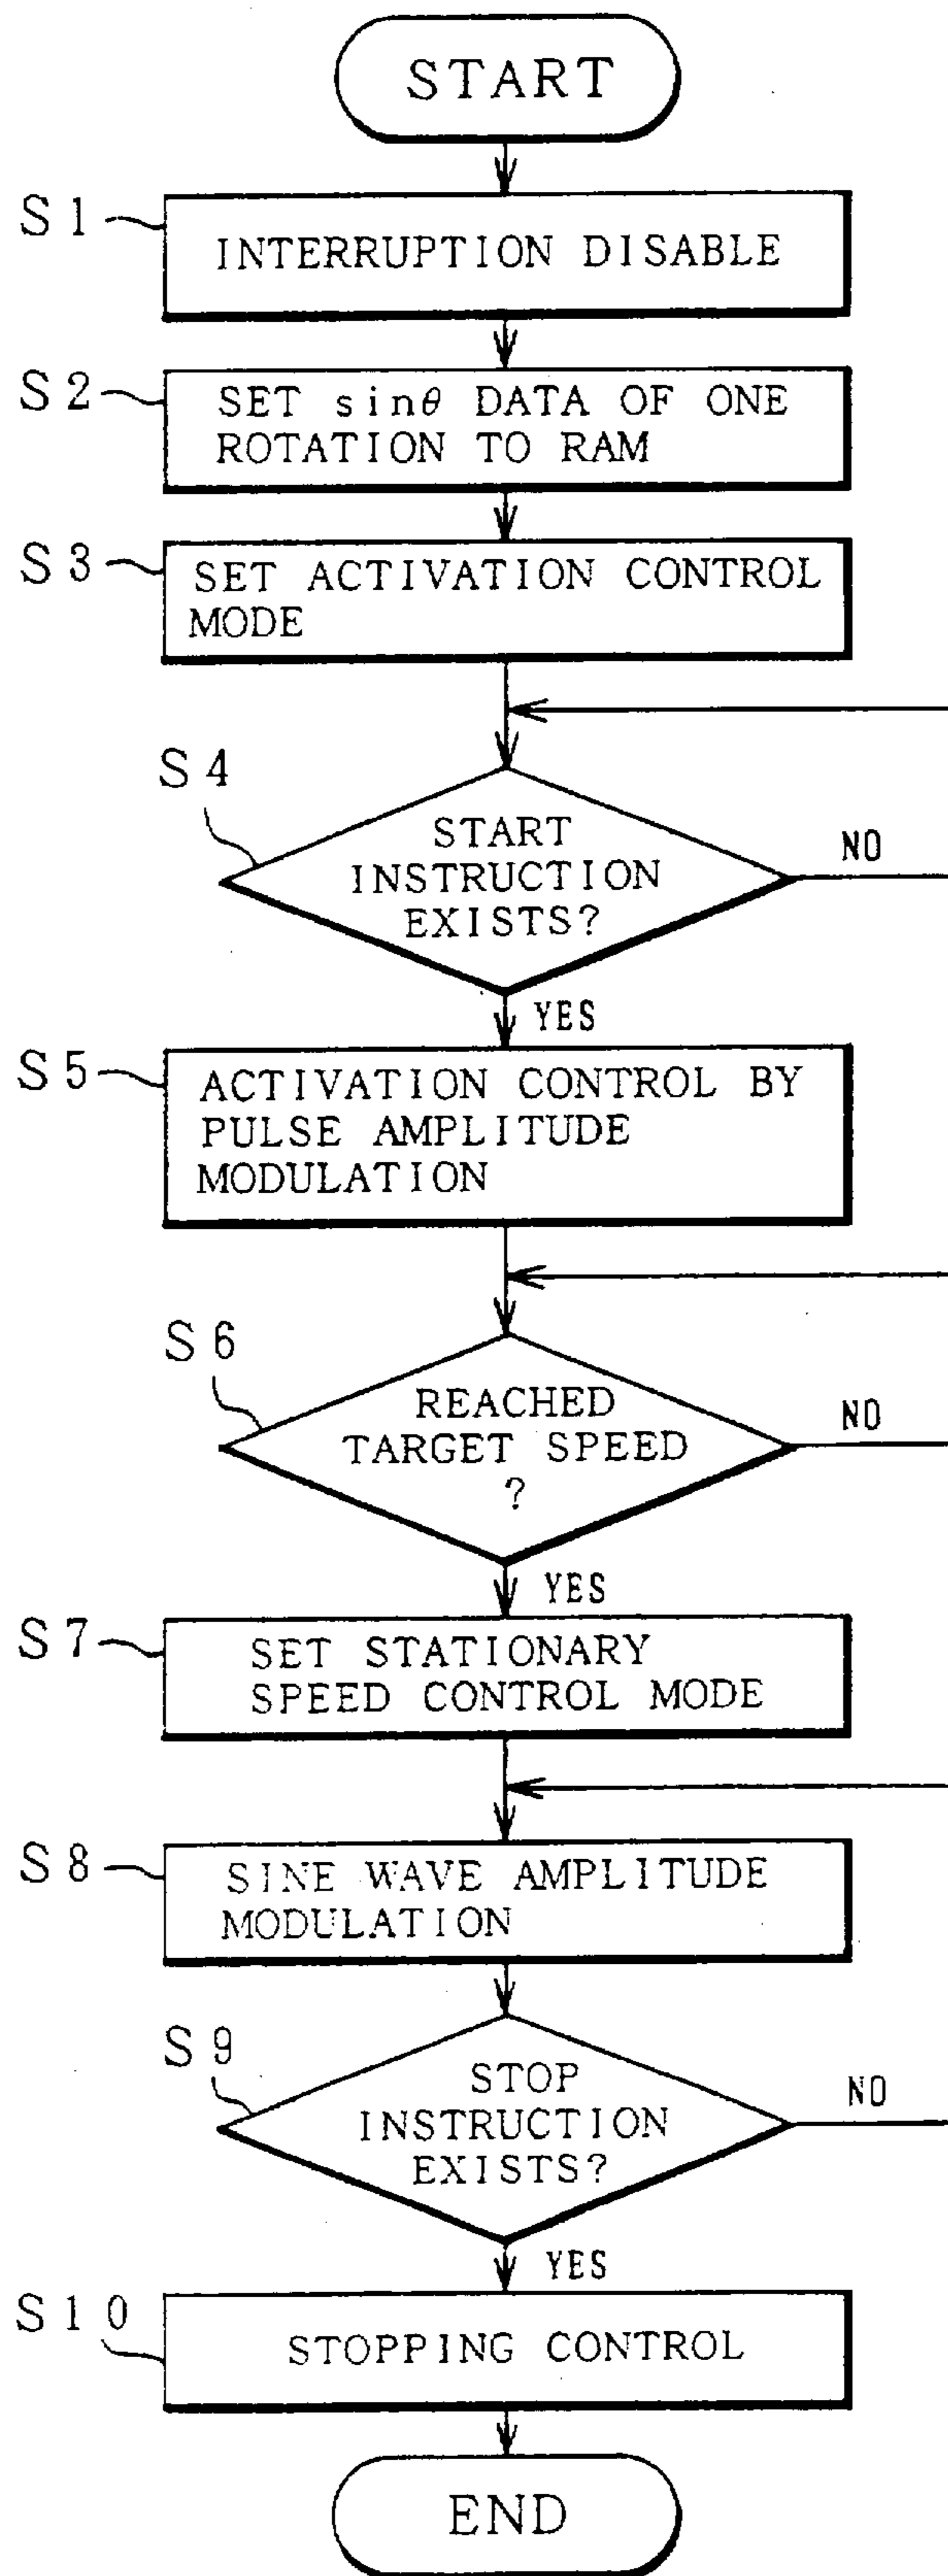 START
S1
INTERRUPTION DISABLE
S2
SET sinθ DATA OF ONE
ROTATION TO RAM
S3
SET ACTIVATION CONTROL
MODE
S4
START
INSTRUCTION
EXISTS?
NO
YES
S5
ACTIVATION CONTROL BY
PULSE AMPLITUDE
MODULATION
S6
REACHED
TARGET SPEED
?
NO
YES
S7
SET STATIONARY
SPEED CONTROL MODE
S8
SINE WAVE AMPLITUDE
MODULATION
S9
STOP
INSTRUCTION
EXISTS?
NO
YES
S10
STOPPING CONTROL
END